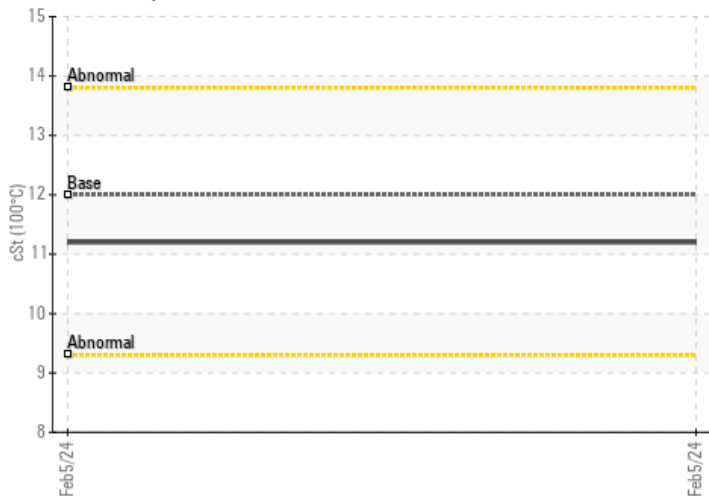 15
14
13
12
11
10
9
8
cSt (100°C)
Abnormal
Base
Abnormal
Feb5/24
Feb5/24